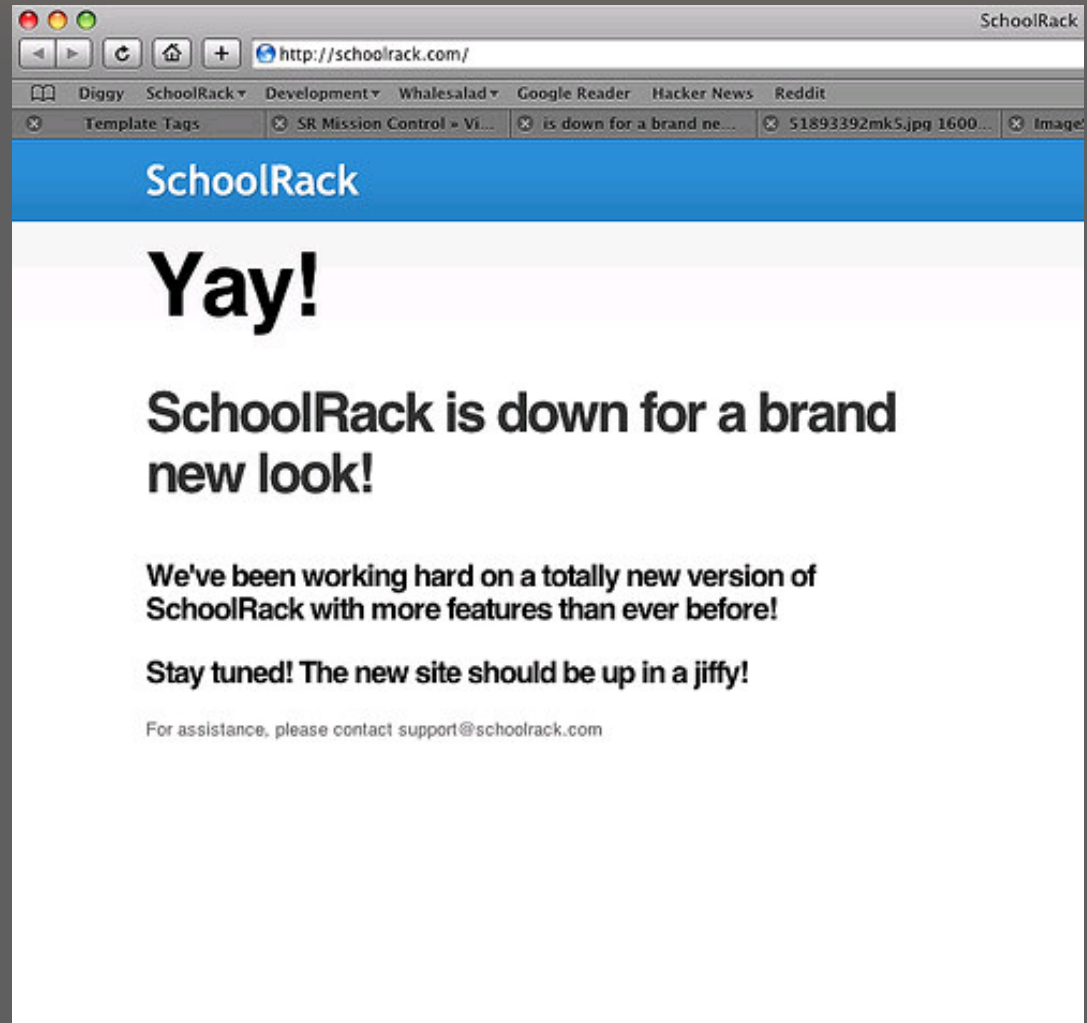 SchoolRack
http://schoolrack.com/
Diggy SchoolRack Development Whalesalad Google Reader Hacker News Reddit
Template Tags SR Mission Control » Vi... is down for a brand ne... 51893392mk5.jpg 1600... Image
SchoolRack
Yay!
SchoolRack is down for a brand
new look!
We've been working hard on a totally new version of
SchoolRack with more features than ever before!
Stay tuned! The new site should be up in a jiffy!
For assistance, please contact support@schoolrack.com